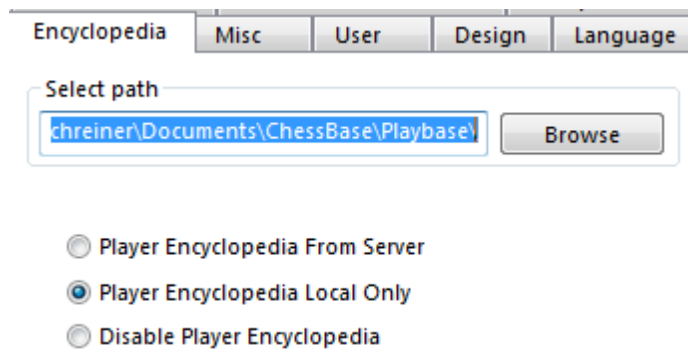 Encyclopedia Misc User Design Language
Select path
chreiner\Documents\ChessBase\Playbase\ Browse
Player Encyclopedia From Server
Player Encyclopedia Local Only
Disable Player Encyclopedia